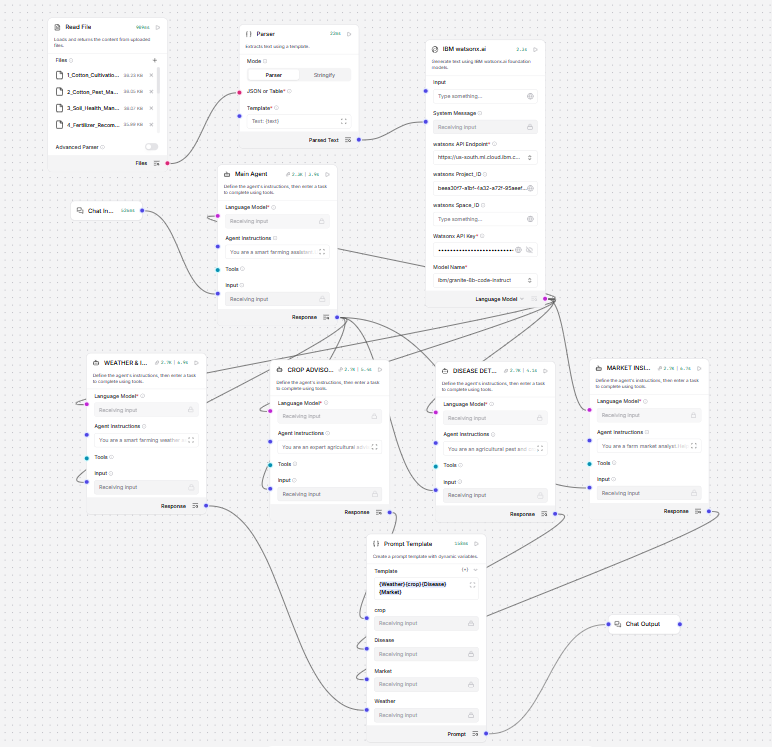 Read File
989ms
Loads and returns the content from uploaded files.
Files
1_Cotton_Cultivatio...
2_Cotton_Pest_Ma...
3_Soil_Health_Man...
4_Fertilizer_Recom...
Advanced Parser
Files
Parser
Extracts text using a template.
Mode
Parser
Stringify
JSON or Table*
Template*
Text: {text}
Parsed Text
IBM watsonx.ai
2.1s
Generate text using IBM watsonx.ai foundation models.
Input
Type something...
System Message
Receiving input
watsonx API Endpoint*
https://us-south.ml.cloud.ibm.c...
watsonx Project_ID
watsonx Space_ID
Type something...
Watsonx API Key*
Model Name*
ibm/granite-8b-code-instruct
Language Model
Main Agent
Define the agent's instructions, then enter a task to complete using tools.
Language Model*
Receiving input
Agent Instructions
You are a smart farming assistan
Tools
Input
Receiving input
Response
Chat In...
WEATHER & I...
Define the agent's instructions, then enter a task to complete using tools.
Language Model*
Receiving input
Agent Instructions
You are a smart farming weather
Tools
Input
Receiving input
Response
CROP ADVISO...
Define the agent's instructions, then enter a task to complete using tools.
Language Model*
Receiving input
Agent Instructions
You are an expert agricultural
Tools
Input
Receiving input
Response
DISEASE DET...
Define the agent's instructions, then enter a task to complete using tools.
Language Model*
Receiving input
Agent Instructions
You are an agricultural pest and
Tools
Input
Receiving input
Response
MARKET INSI...
Define the agent's instructions, then enter a task to complete using tools.
Language Model*
Receiving input
Agent Instructions
You are a farm market analyst
Tools
Input
Receiving input
Response
Prompt Template
Create a prompt template with dynamic variables.
Template
{Weather}{crop}{Disease}
{Market}
crop
Receiving input
Disease
Receiving input
Market
Receiving input
Weather
Receiving input
Prompt
Chat Output